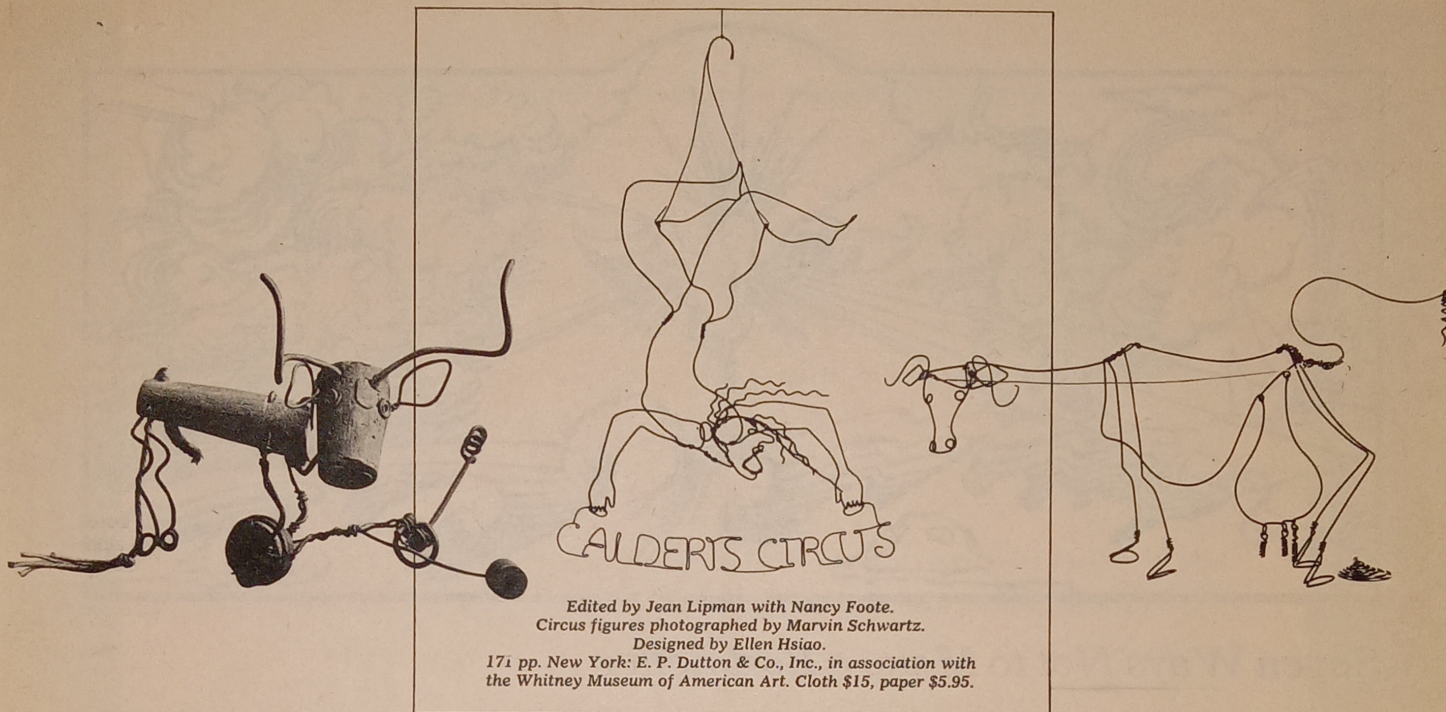 CALDER'S CIRCUS
Edited by Jean Lipman with Nancy Foote.
Circus figures photographed by Marvin Schwartz.
Designed by Ellen Hsiao.
171 pp. New York: E. P. Dutton & Co., Inc., in association with
the Whitney Museum of American Art. Cloth $15, paper $5.95.